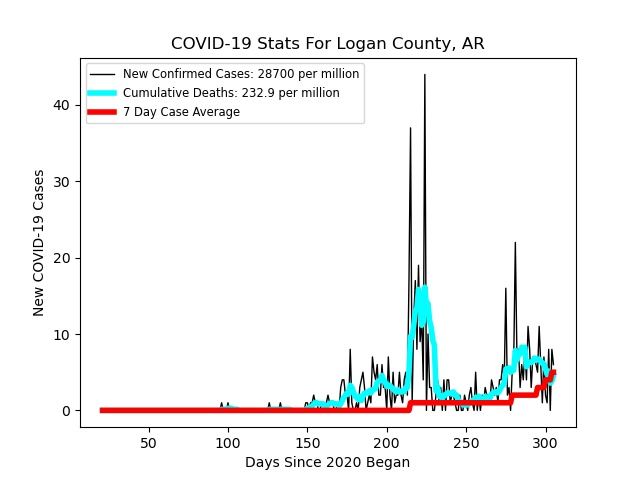 COVID-19 Stats For Logan County, AR
New Confirmed Cases: 28700 per million
Cumulative Deaths: 232.9 per million
7 Day Case Average
New COVID-19 Cases
40
30
20
10
0
50 100 150 200 250 300
Days Since 2020 Began